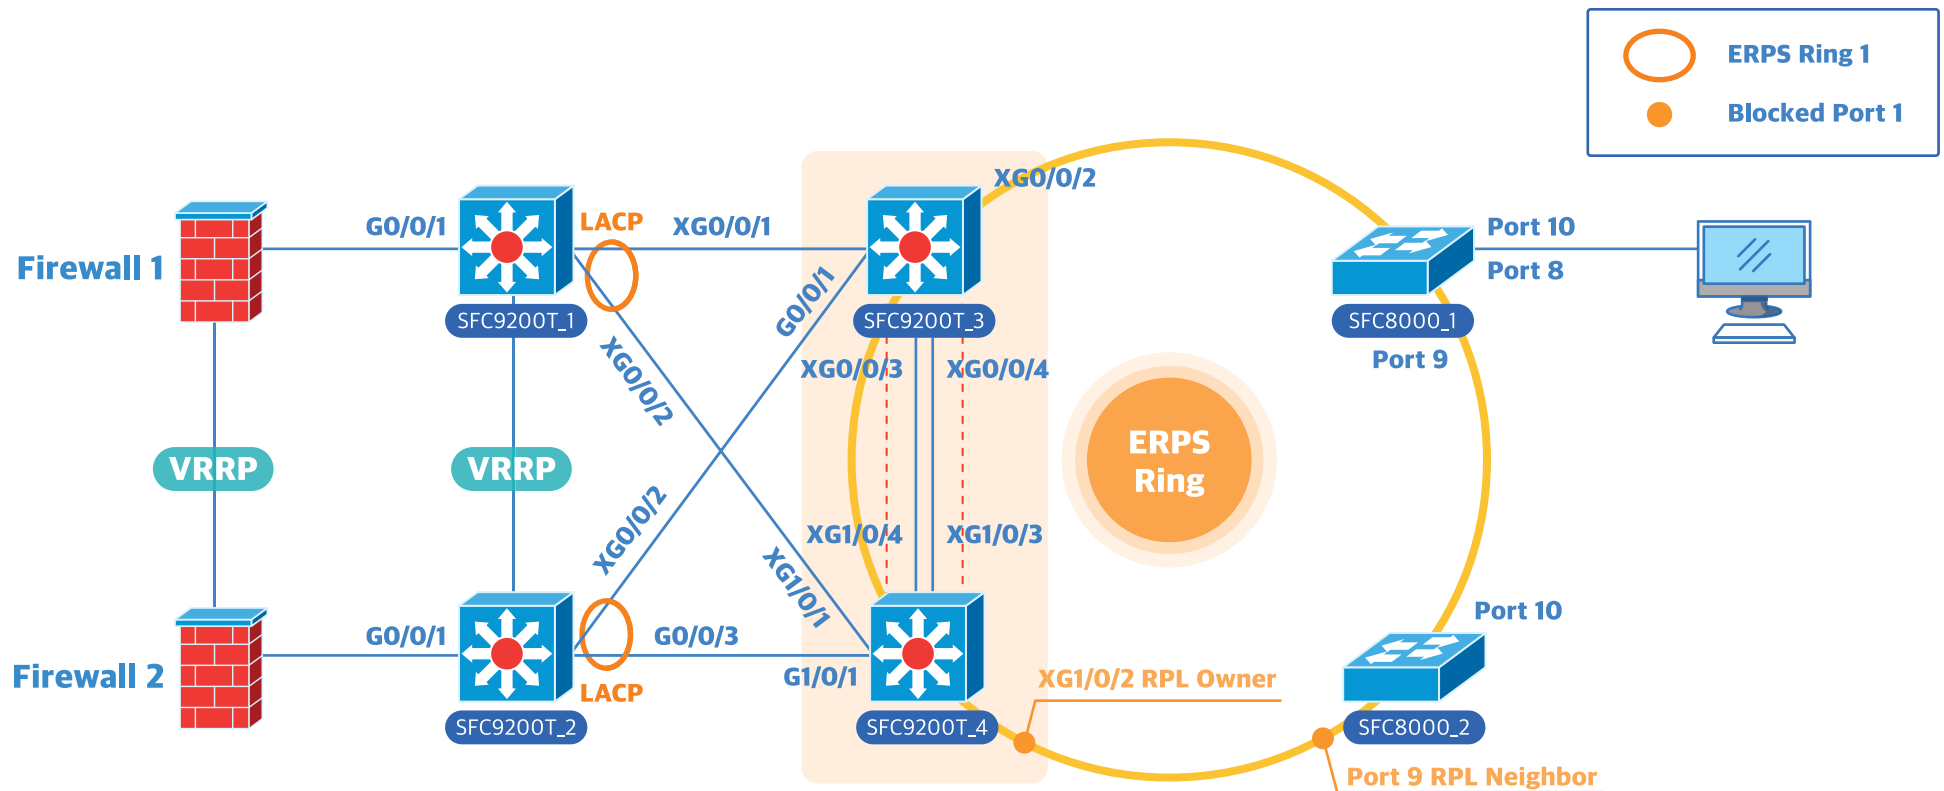 ERPS Ring 1
Blocked Port 1
XG0/0/2
G0/0/1
LACP
XG0/0/1
Port 10
Firewall 1
Port 8
G0/0/1
SFC9200T_1
SFC9200T_3
SFC8000_1
XG0/0/2
XG0/0/3
XG0/0/4
Port 9
ERPS
Ring
VRRP
VRRP
XG0/0/2
XG1/0/4
XG1/0/3
XG1/0/1
Port 10
G0/0/1
G0/0/3
Firewall 2
G1/0/1
XG1/0/2 RPL Owner
LACP
SFC9200T_2
SFC9200T_4
SFC8000_2
Port 9 RPL Neighbor